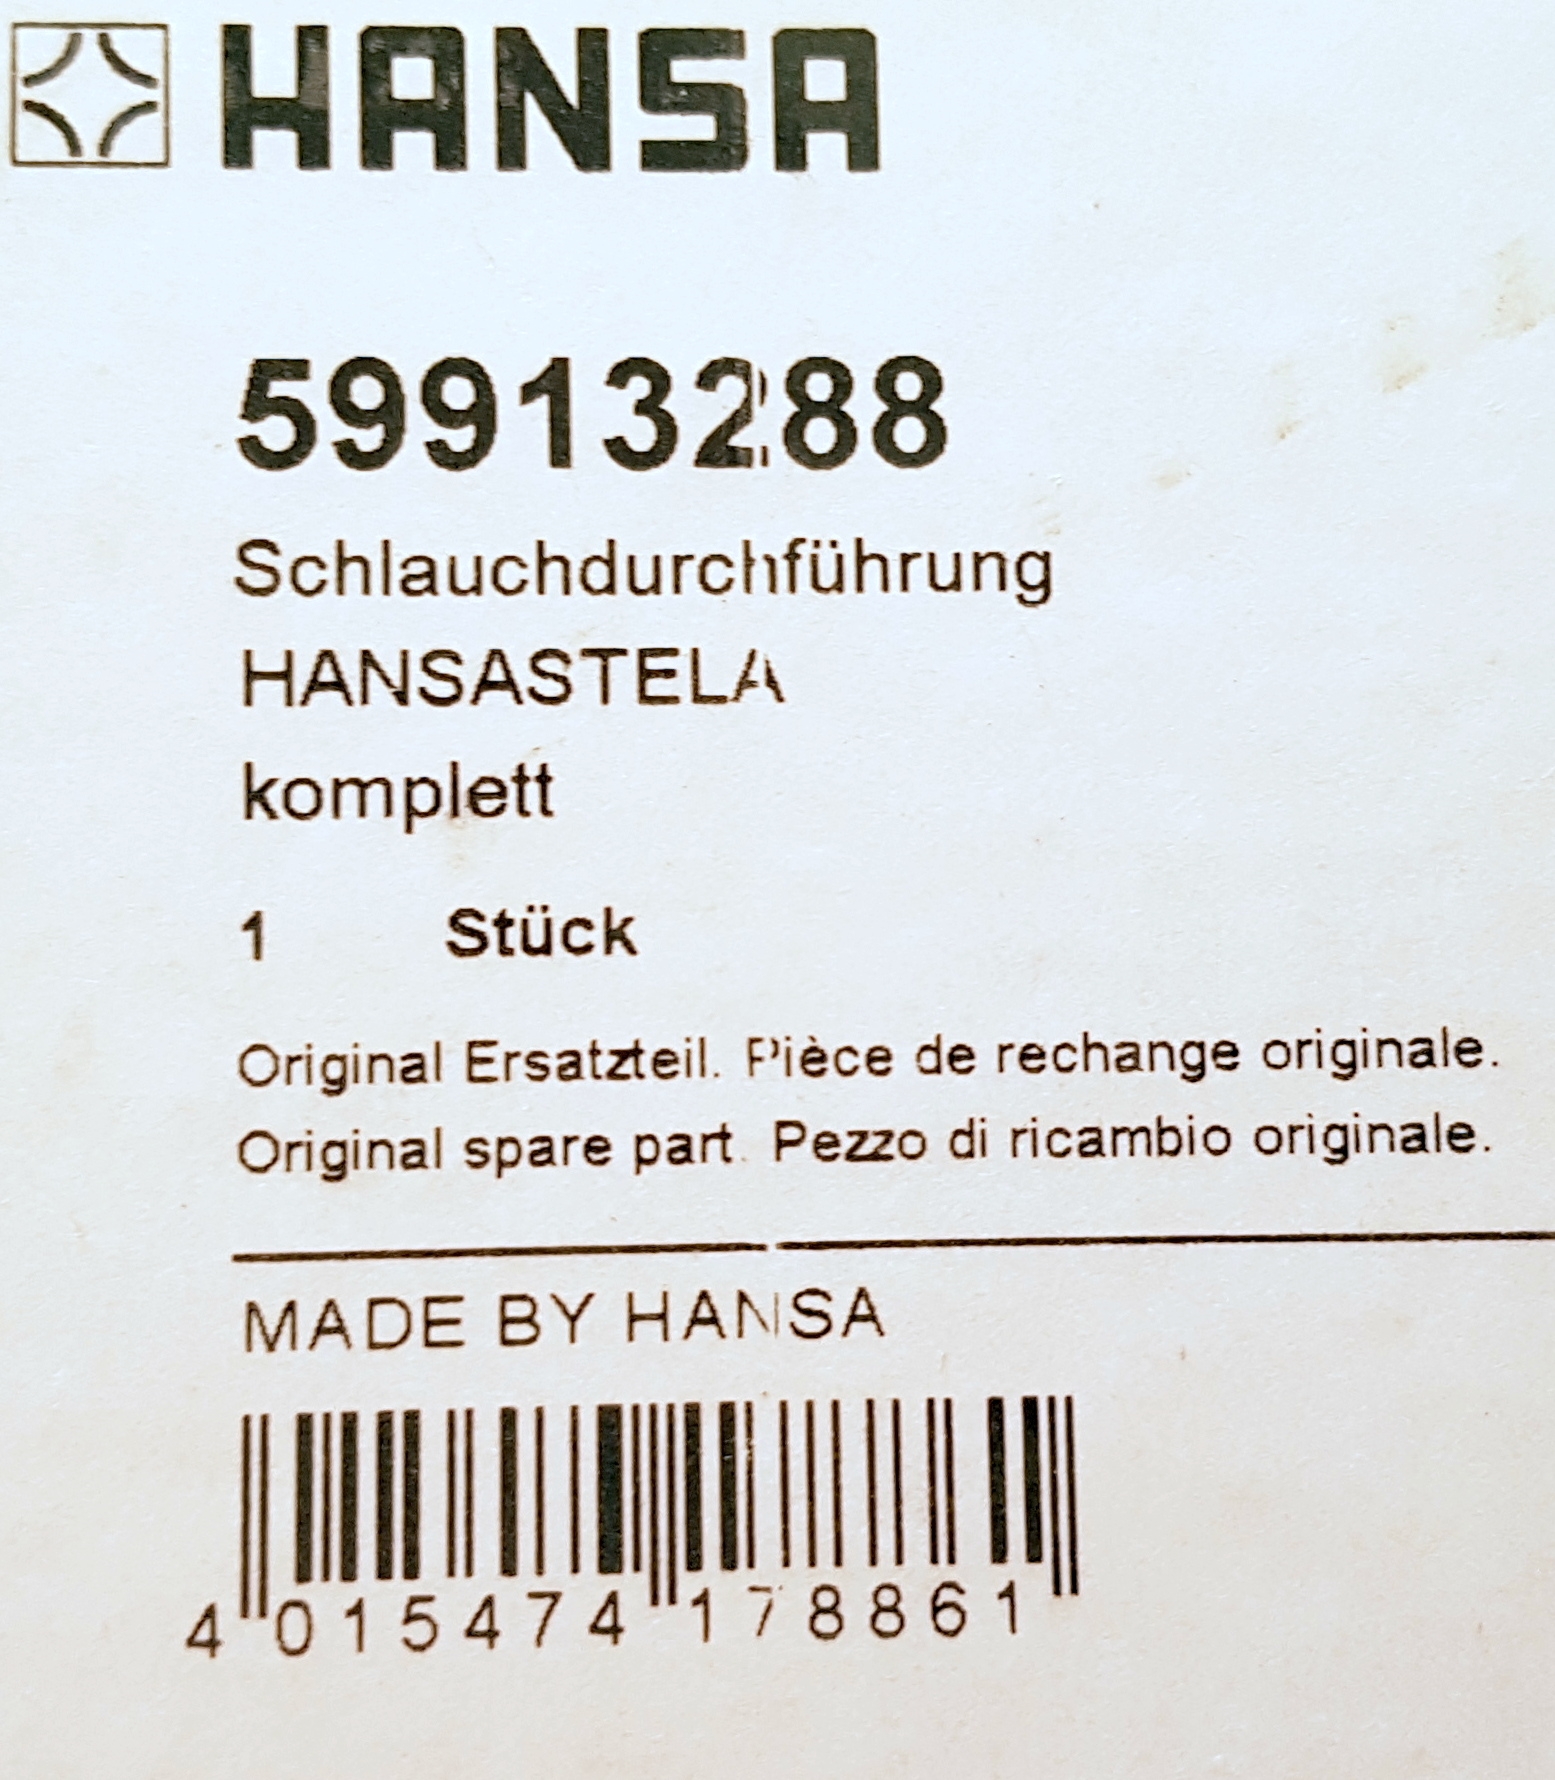 HANSA
59913288
Schlauchdurchführung
HANSASTELA
komplett
1 Stück
Original Ersatzteil. Pièce de rechange originale.
Original spare part. Pezzo di ricambio originale.
MADE BY HANSA
4 015474 178861